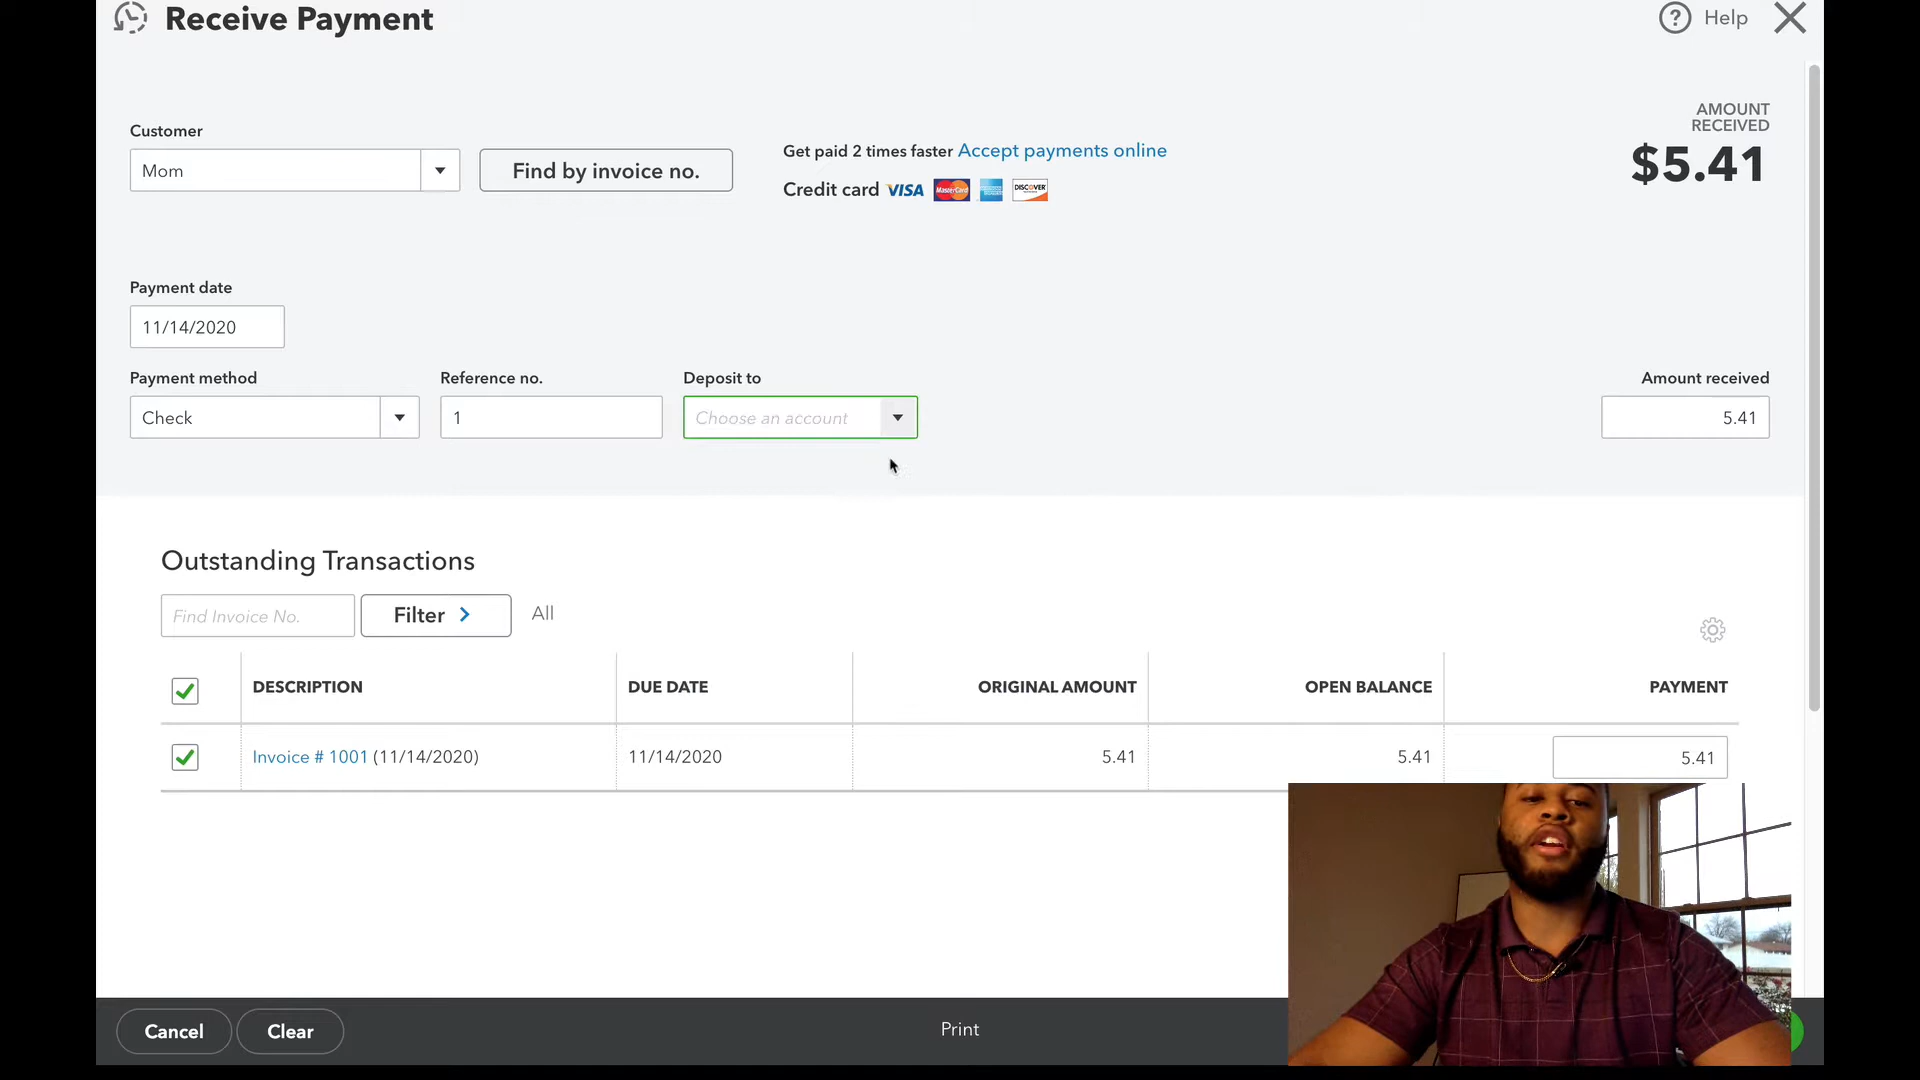 Receive Payment
Help
AMOUNT
RECEIVED
$5.41
Customer
Mom
Find by invoice no.
Get paid 2 times faster Accept payments online
Credit card VISA MasterCard AMERICAN EXPRESS DISCOVER
Payment date
11/14/2020
Payment method
Reference no.
Deposit to
Amount received
Check
1
Choose an account
5.41
Outstanding Transactions
Find Invoice No.
Filter
All
DESCRIPTION
DUE DATE
ORIGINAL AMOUNT
OPEN BALANCE
PAYMENT
Invoice # 1001 (11/14/2020)
11/14/2020
5.41
5.41
5.41
Cancel
Clear
Print